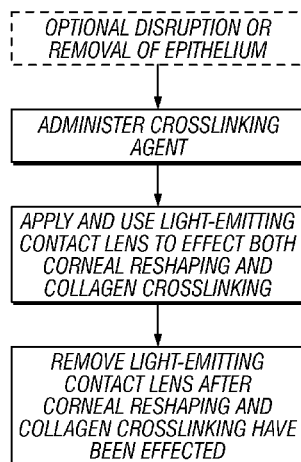 OPTIONAL DISRUPTION OR
REMOVAL OF EPITHELIUM
ADMINISTER CROSSLINKING
AGENT
APPLY AND USE LIGHT-EMITTING
CONTACT LENS TO EFFECT BOTH
CORNEAL RESHAPING AND
COLLAGEN CROSSLINKING
REMOVE LIGHT-EMITTING
CONTACT LENS AFTER
CORNEAL RESHAPING AND
COLLAGEN CROSSLINKING HAVE
BEEN EFFECTED